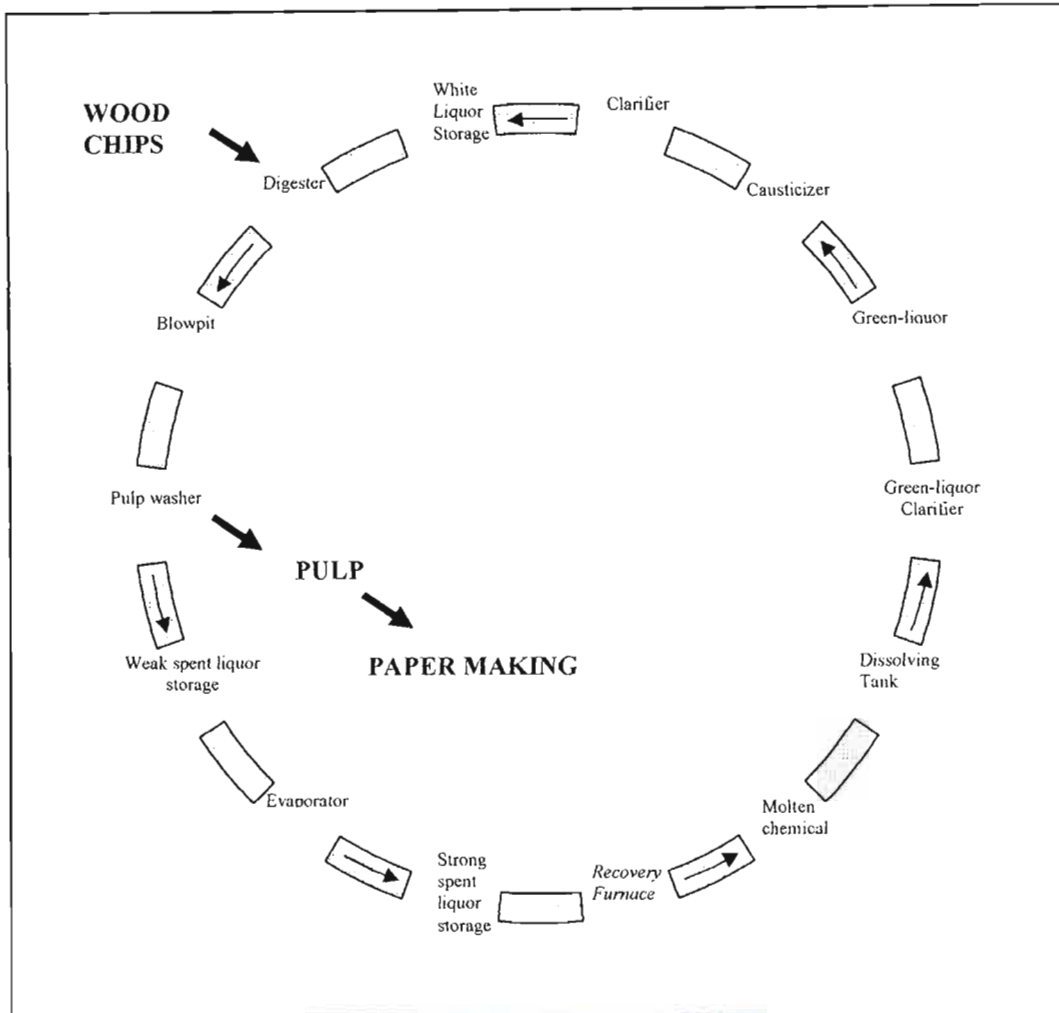 WOOD
CHIPS
White
Liquor
Storage
Clarifier
Digester
Causticizer
Blowpit
Green-liquor
Pulp washer
Green-liquor
Clarifier
PULP
Weak spent liquor
storage
PAPER MAKING
Dissolving
Tank
Evaporator
Molten
chemical
Strong
spent
liquor
storage
Recovery
Furnace